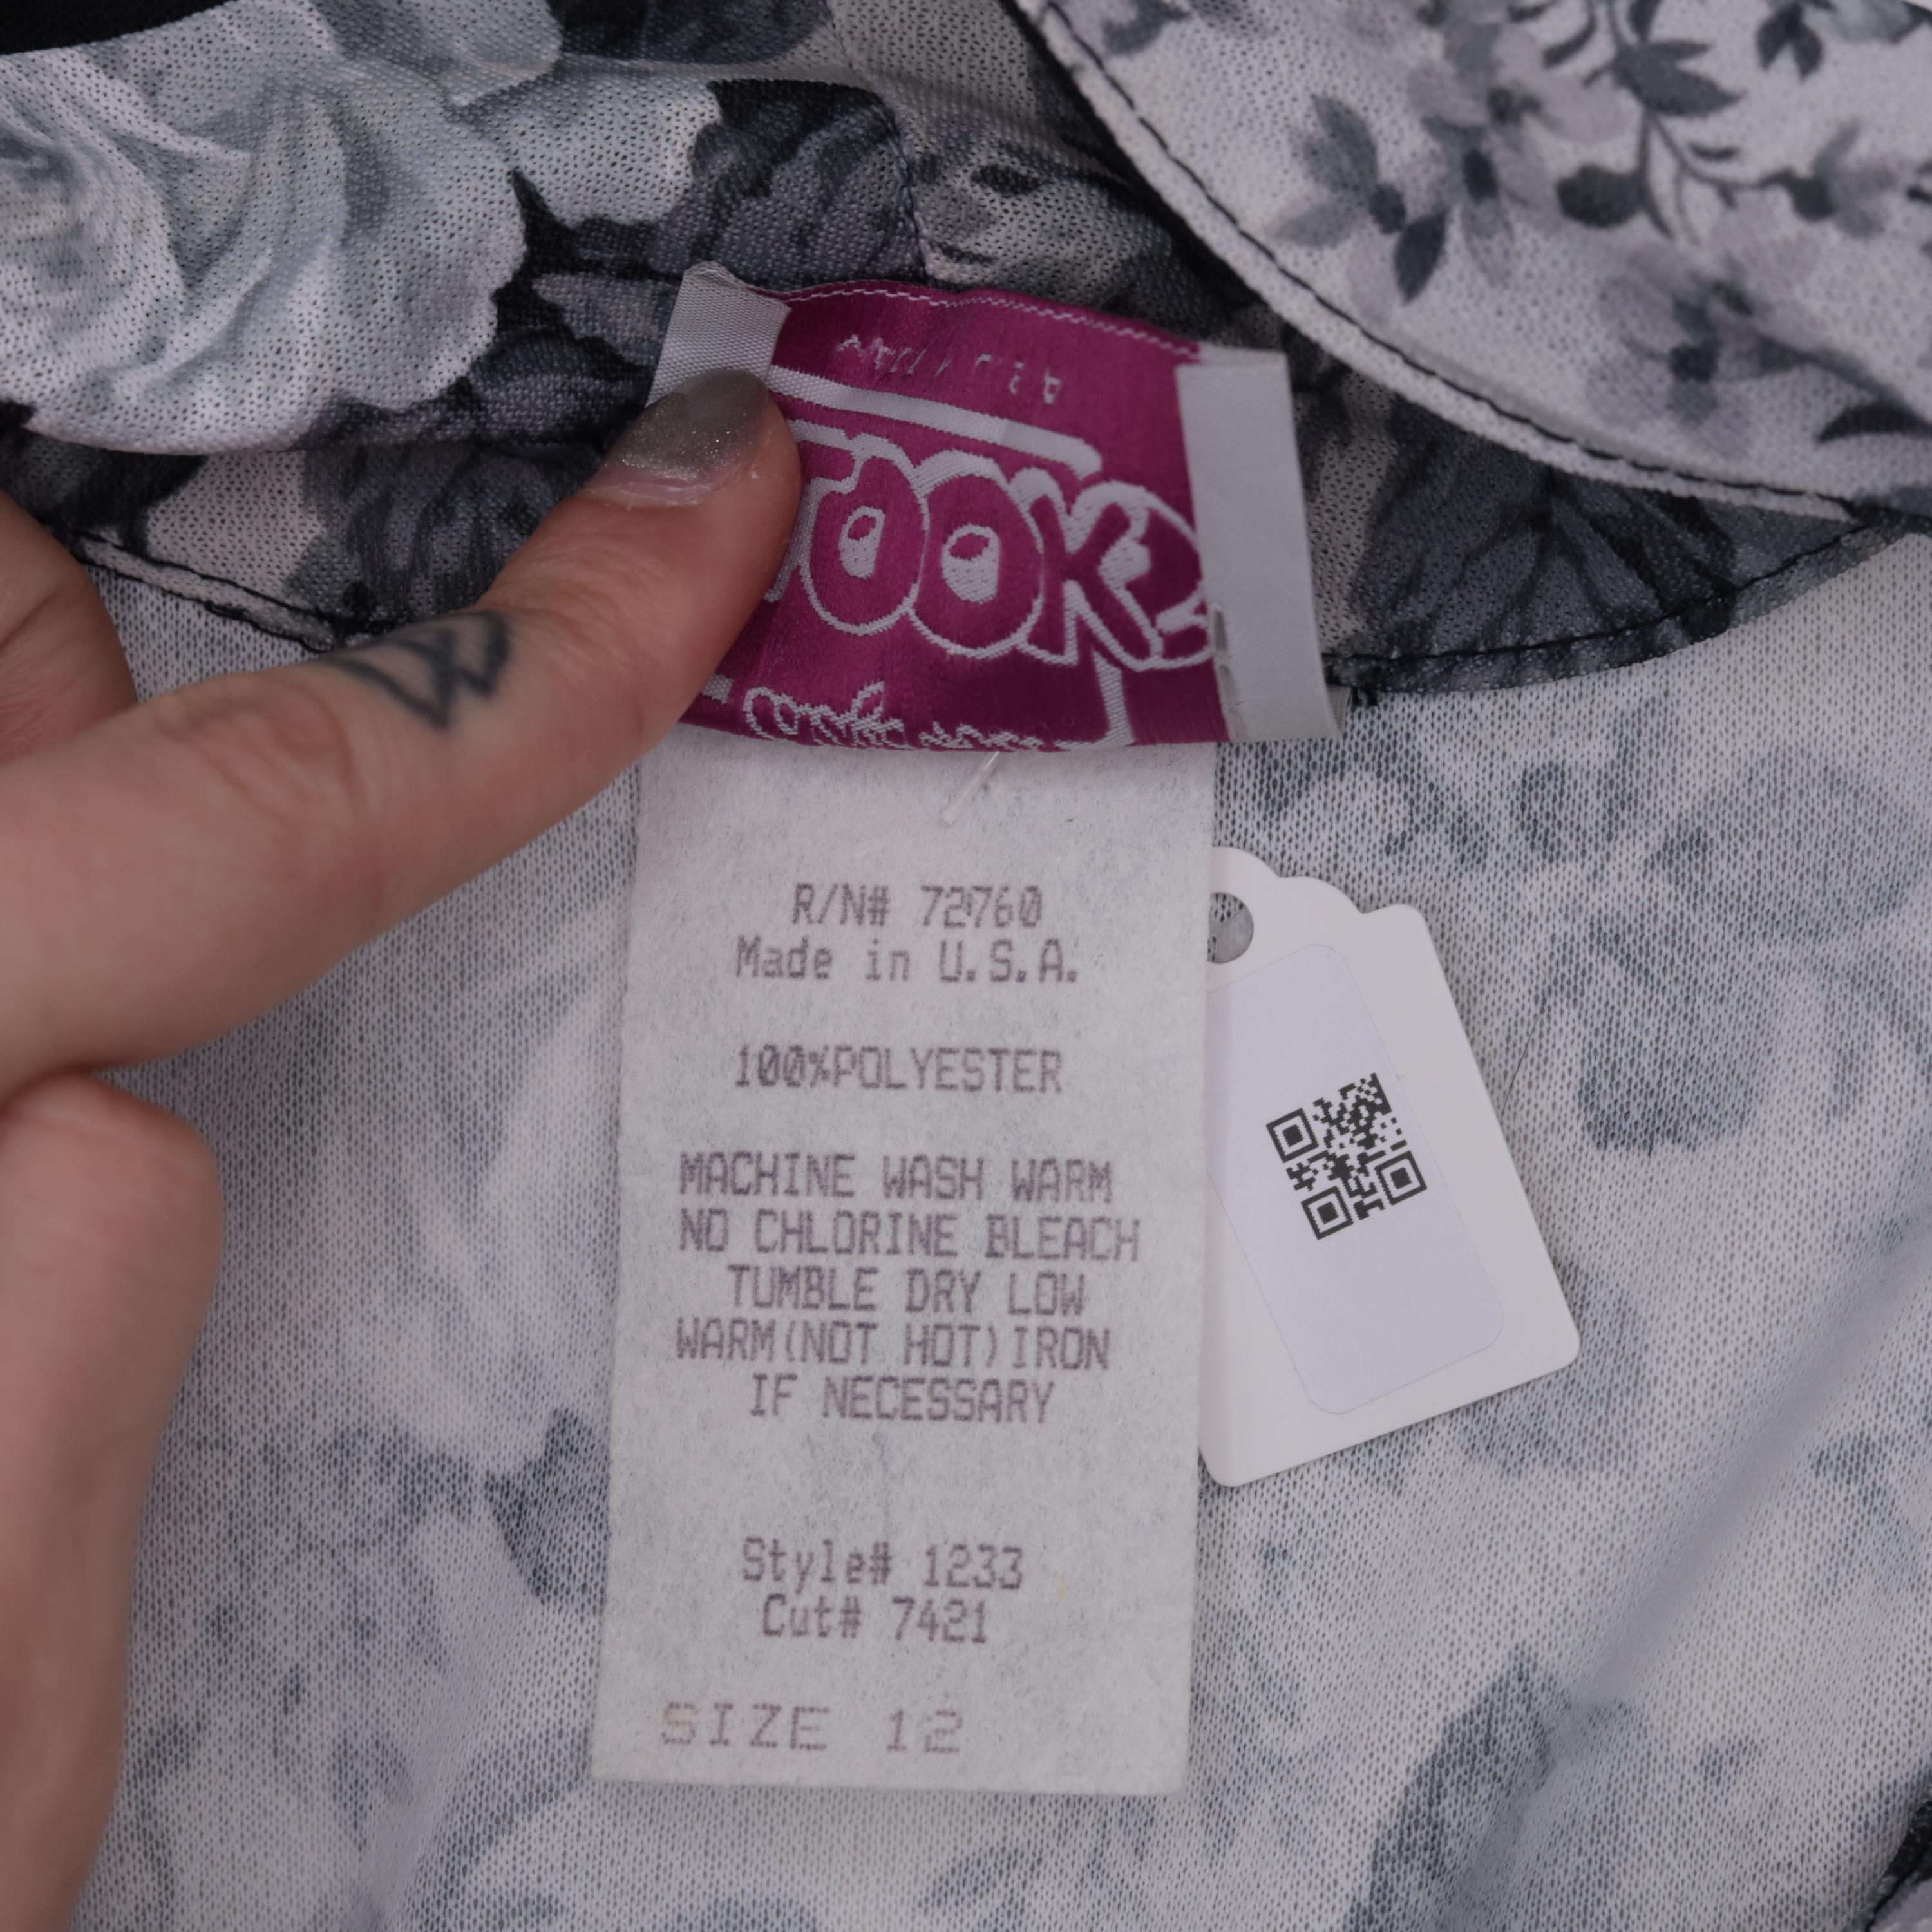 R/N# 72760
Made in U.S.A.
100%POLYESTER
MACHINE WASH WARM
NO CHLORINE BLEACH
TUMBLE DRY LOW
WARM(NOT HOT)IRON
IF NECESSARY
Style# 1233
Cut# 7421
SIZE 12